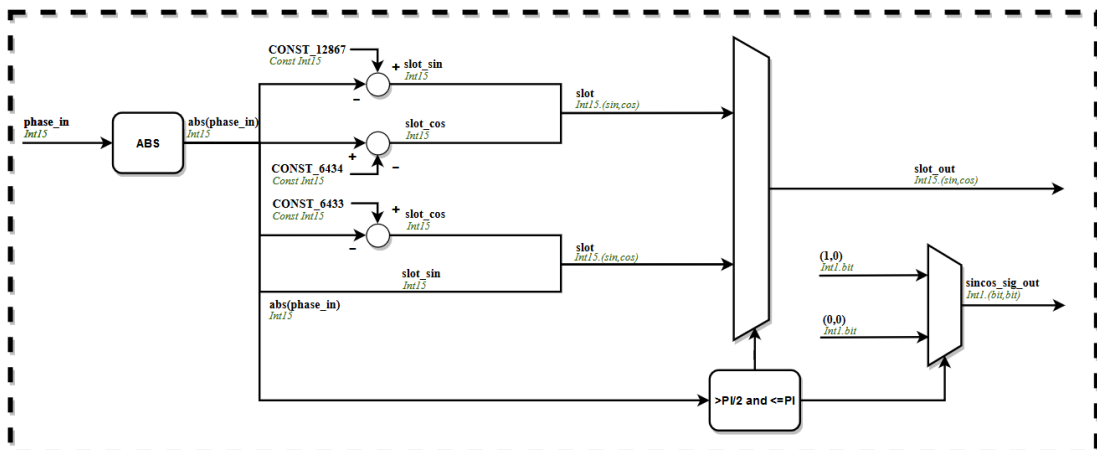 CONST_12867
Const Int15
+
slot_sin
Int15
−
slot
Int15.(sin,cos)
phase_in
Int15
ABS
abs(phase_in)
Int15
slot_cos
Int15
+
−
CONST_6434
Const Int15
slot_out
Int15.(sin,cos)
CONST_6433
Const Int15
+
slot_cos
Int15
−
slot
Int15.(sin,cos)
slot_sin
Int15
abs(phase_in)
Int15
(1,0)
Int1.bit
sincos_sig_out
Int1.(bit,bit)
(0,0)
Int1.bit
>PI/2 and <=PI